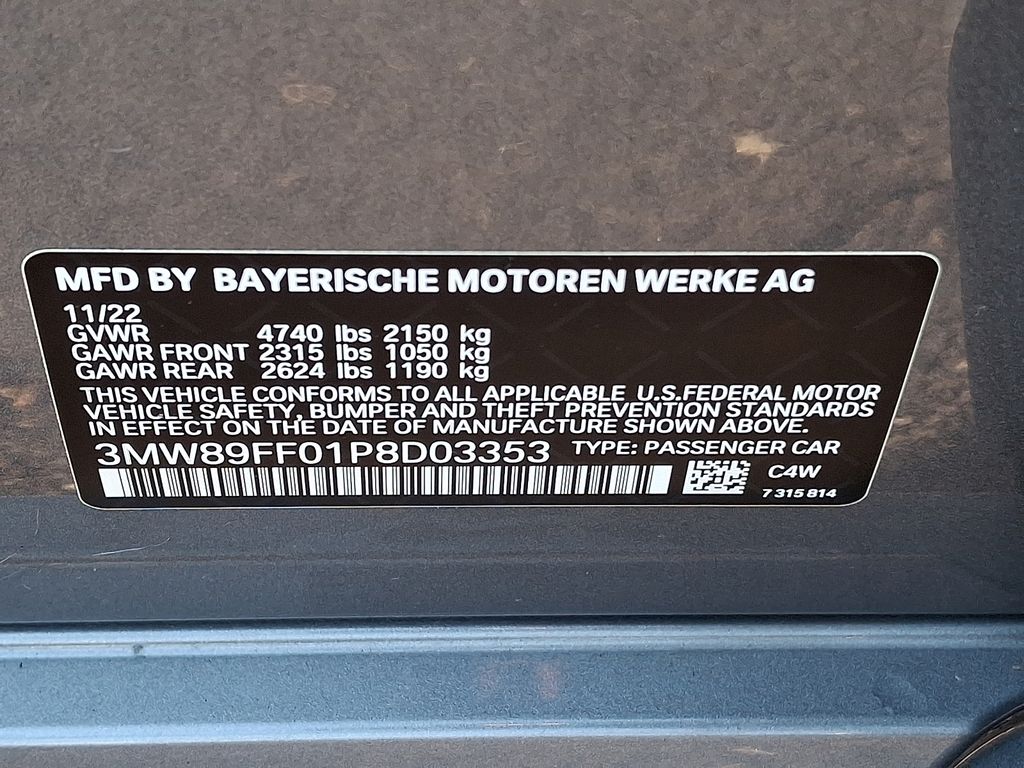 MFD BY BAYERISCHE MOTOREN WERKE AG
11/22
GVWR 4740 lbs 2150 kg
GAWR FRONT 2315 lbs 1050 kg
GAWR REAR 2624 lbs 1190 kg
THIS VEHICLE CONFORMS TO ALL APPLICABLE U.S.FEDERAL MOTOR
VEHICLE SAFETY, BUMPER AND THEFT PREVENTION STANDARDS
IN EFFECT ON THE DATE OF MANUFACTURE SHOWN ABOVE.
3MW89FF01P8D03353 TYPE: PASSENGER CAR
C4W
7 315 814